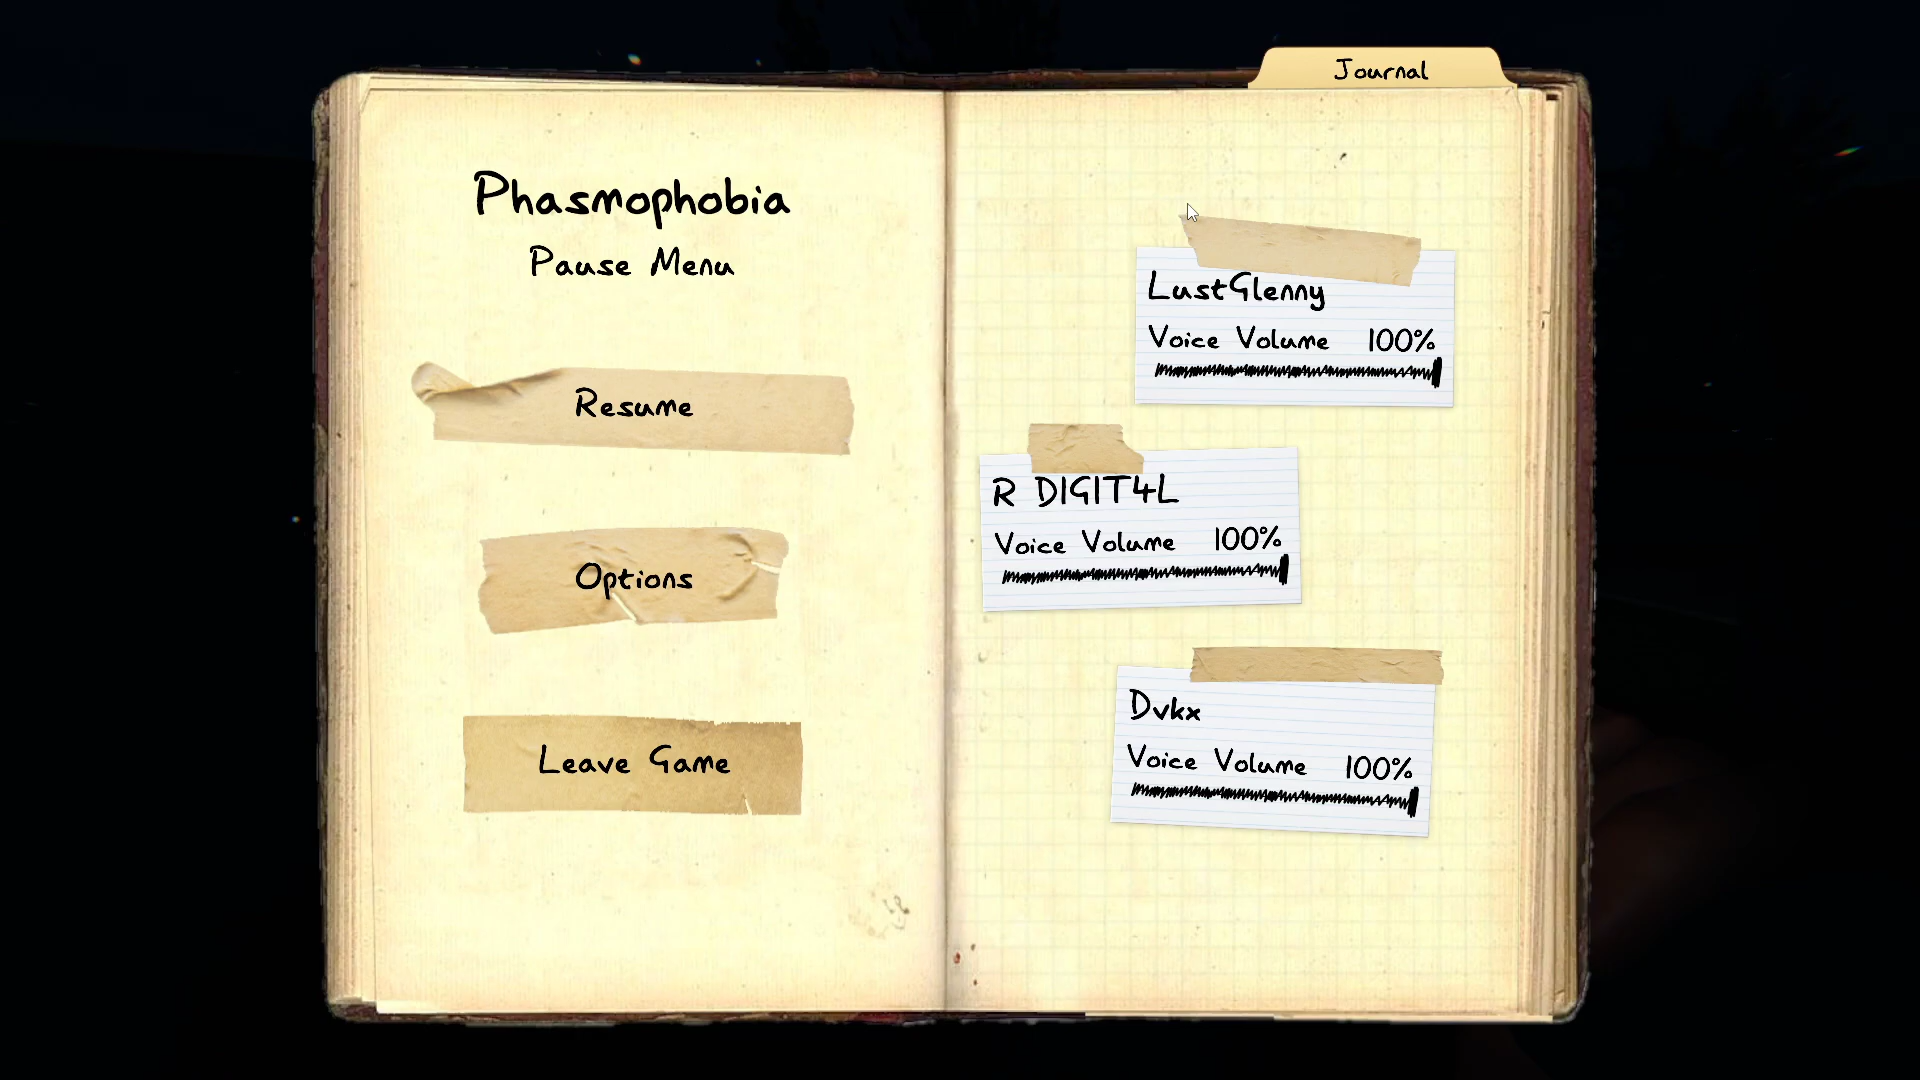 Journal
Phasmophobia
Pause Menu
Resume
Options
Leave Game
LustGlenny
Voice Volume 100%
R DIGIT4L
Voice Volume 100%
Dvkx
Voice Volume 100%